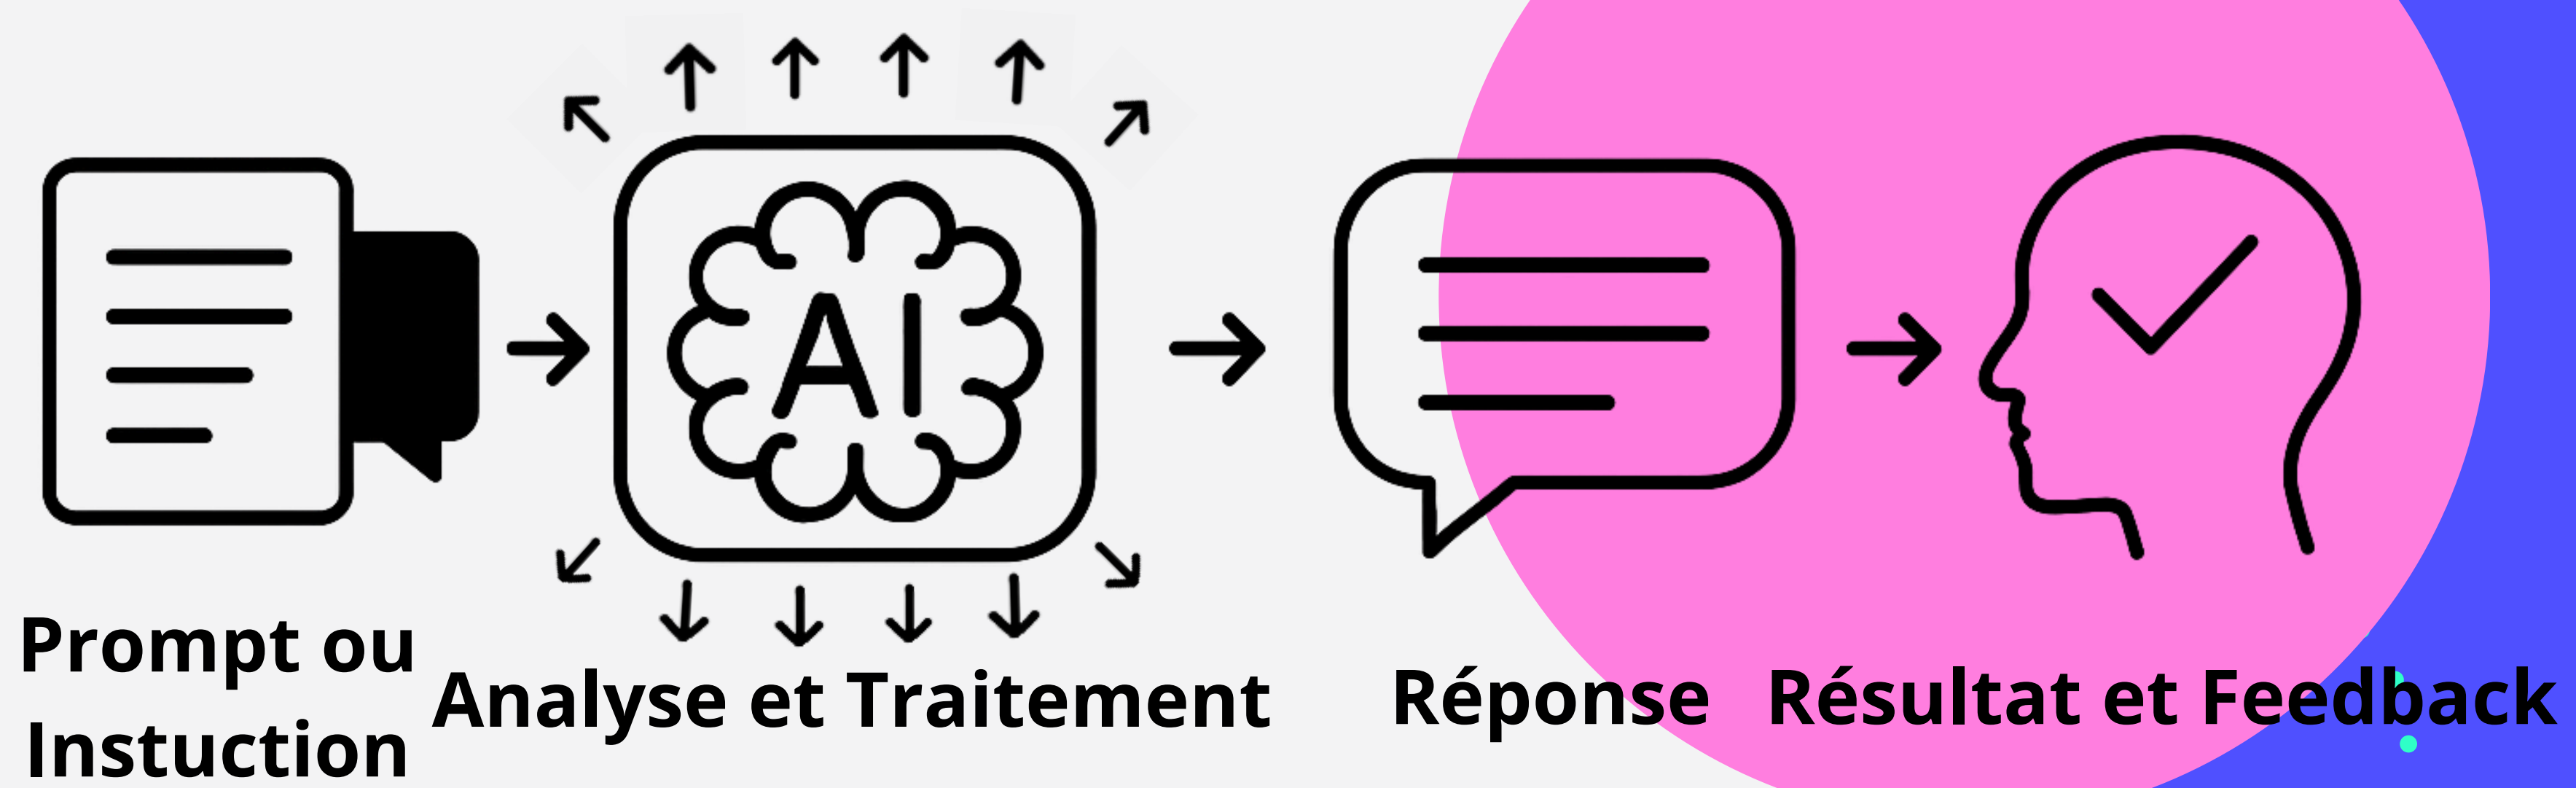 AI
Prompt ou
Instuction
Analyse et Traitement
Réponse
Résultat et Feedback